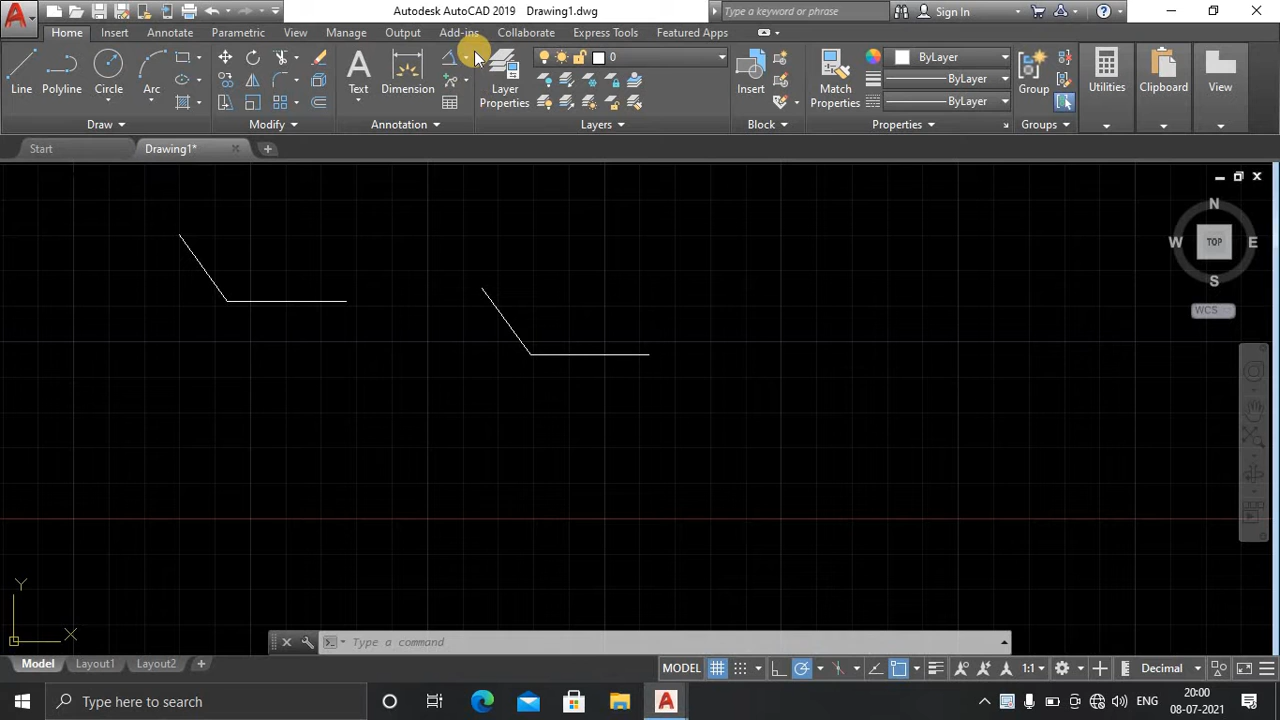 Autodesk AutoCAD 2019 Drawing1.dwg
Type a keyword or phrase
Sign In
Home Insert Annotate Parametric View Manage Output Add-ins Collaborate Express Tools Featured Apps
0
ByLayer
Line Polyline Circle Arc Text Dimension Layer Properties Insert Match Properties Group Utilities Clipboard View
ByLayer
ByLayer
Draw Modify Annotation Layers Block Properties Groups
Start Drawing1*
N
W TOP E
S
WCS
Y
X
Type a command
Model Layout1 Layout2
MODEL 1:1 Decimal
Type here to search
ENG
20:00
08-07-2021